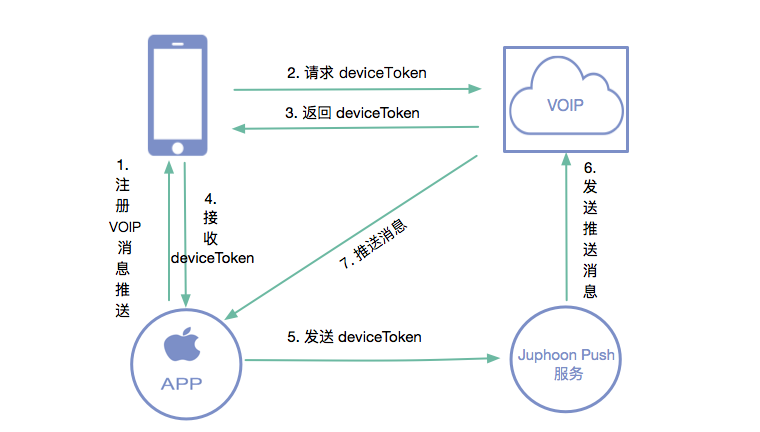 2. 请求 deviceToken
3. 返回 deviceToken
VOIP
1.
注
册
VOIP
消
息
推
送
4.
接
收
deviceToken
7. 推送消息
6.
发
送
推
送
消
息
5. 发送 deviceToken
APP
Juphoon Push
服务